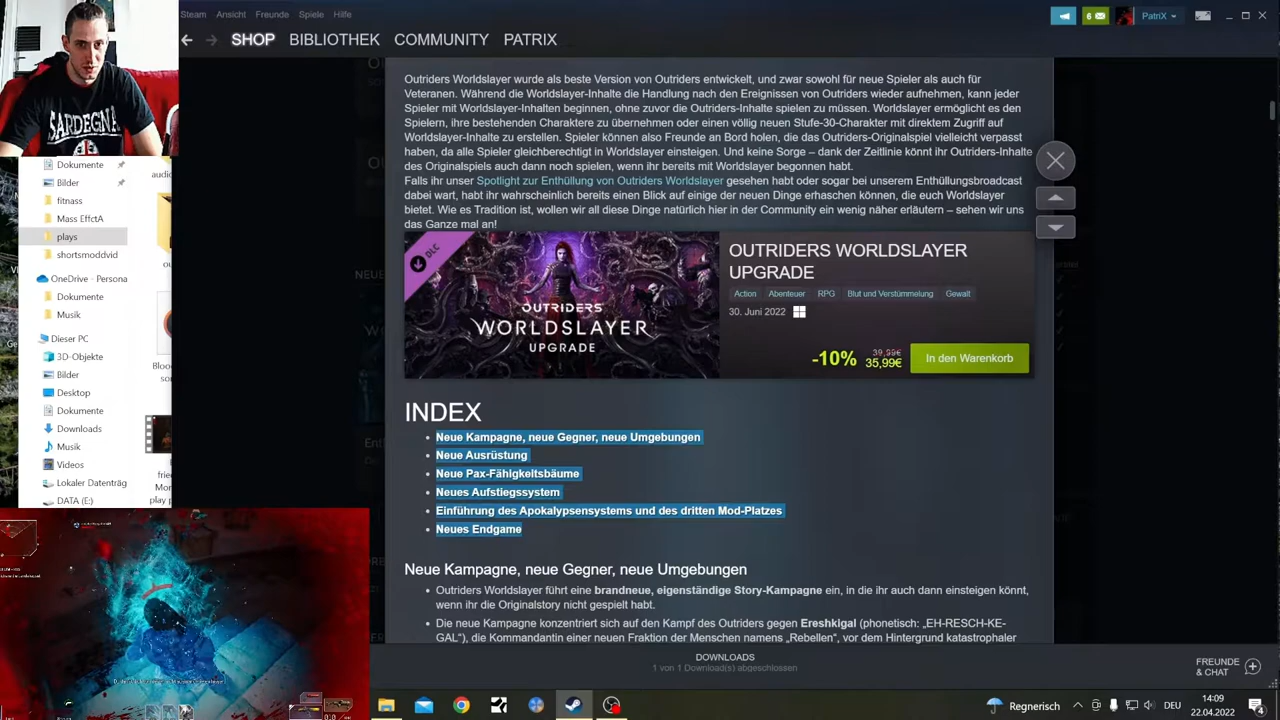 Steam Ansicht Freunde Spiele Hilfe
6
PatriX
SHOP BIBLIOTHEK COMMUNITY PATRIX
Outriders Worldslayer wurde als beste Version von Outriders entwickelt, und zwar sowohl für neue Spieler als auch für
Veteranen. Während die Worldslayer-Inhalte die Handlung nach den Ereignissen von Outriders wieder aufnehmen, kann jeder
Spieler mit Worldslayer-Inhalten beginnen, ohne zuvor die Outriders-Inhalte spielen zu müssen. Worldslayer ermöglicht es den
Spielern, ihre bestehenden Charaktere zu übernehmen oder einen völlig neuen Stufe-30-Charakter mit direktem Zugriff auf
Worldslayer-Inhalte zu erstellen. Spieler können also Freunde an Bord holen, die das Outriders-Originalspiel vielleicht verpasst
haben, da alle Spieler gleichberechtigt in Worldslayer einsteigen. Und keine Sorge – dank der Zeitlinie könnt ihr Outriders-Inhalte
des Originalspiels auch dann noch spielen, wenn ihr bereits mit Worldslayer begonnen habt.
Falls ihr unser Spotlight zur Enthüllung von Outriders Worldslayer gesehen habt oder sogar bei unserem Enthüllungsbroadcast
dabei wart, habt ihr wahrscheinlich bereits einen Blick auf einige der neuen Dinge erhaschen können, die euch Worldslayer
bietet. Wie es Tradition ist, wollen wir all diese Dinge natürlich hier in der Community ein wenig näher erläutern – sehen wir uns
das Ganze mal an!
DLC
OUTRIDERS
WORLDSLAYER
UPGRADE
OUTRIDERS WORLDSLAYER
UPGRADE
Action Abenteuer RPG Blut und Verstümmelung Gewalt
30. Juni 2022
-10% 39,99€ 35,99€ In den Warenkorb
INDEX
Neue Kampagne, neue Gegner, neue Umgebungen
Neue Ausrüstung
Neue Pax-Fähigkeitsbäume
Neues Aufstiegssystem
Einführung des Apokalypsensystems und des dritten Mod-Platzes
Neues Endgame
Neue Kampagne, neue Gegner, neue Umgebungen
Outriders Worldslayer führt eine brandneue, eigenständige Story-Kampagne ein, in die ihr auch dann einsteigen könnt,
wenn ihr die Originalstory nicht gespielt habt.
Die neue Kampagne konzentriert sich auf den Kampf des Outriders gegen Ereshkigal (phonetisch: „EH-RESCH-KE-
GAL“), die Kommandantin einer neuen Fraktion der Menschen namens „Rebellen“, vor dem Hintergrund katastrophaler
DOWNLOADS
1 von 1 Download(s) abgeschlossen
FREUNDE
& CHAT
SARDEGNA
Dokumente
Bilder
fitnass
Mass EffctA
plays
shortsmoddvid
OneDrive - Persona
Dokumente
Musik
Dieser PC
3D-Objekte
Bilder
Desktop
Dokumente
Downloads
Musik
Videos
Lokaler Datenträg
DATA (E:)
Regnerisch
DEU
14:09
22.04.2022